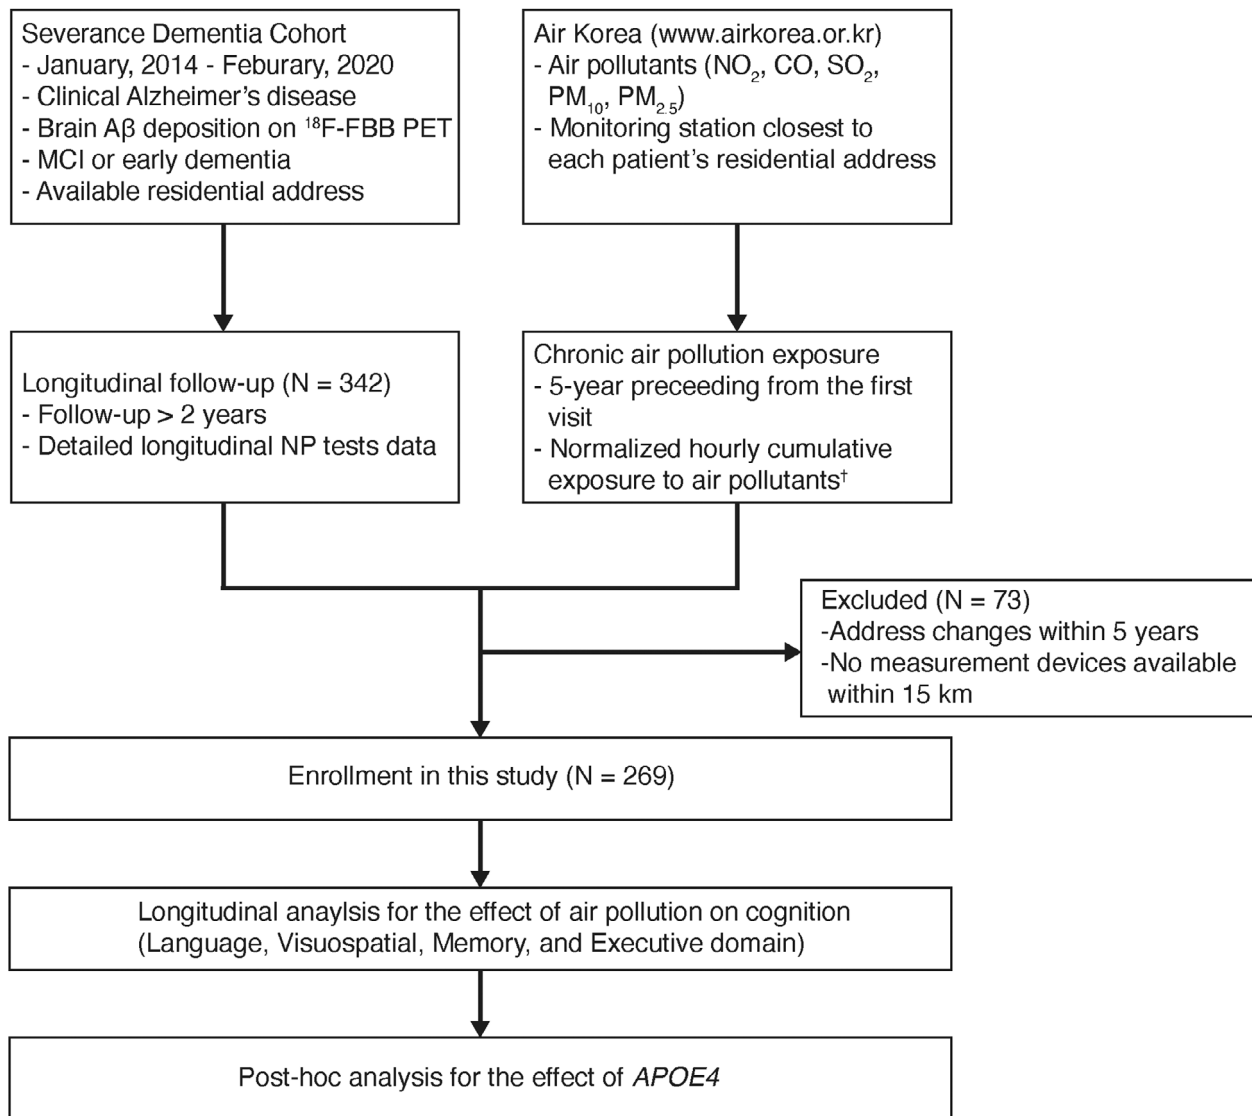 Severance Dementia Cohort
- January, 2014 - Feburary, 2020
- Clinical Alzheimer's disease
- Brain Aβ deposition on ¹⁸F-FBB PET
- MCI or early dementia
- Available residential address
Air Korea (www.airkorea.or.kr)
- Air pollutants (NO₂, CO, SO₂,
PM₁₀, PM₂.₅)
- Monitoring station closest to
each patient's residential address
Longitudinal follow-up (N = 342)
- Follow-up > 2 years
- Detailed longitudinal NP tests data
Chronic air pollution exposure
- 5-year preceeding from the first
visit
- Normalized hourly cumulative
exposure to air pollutants†
Excluded (N = 73)
-Address changes within 5 years
-No measurement devices available
within 15 km
Enrollment in this study (N = 269)
Longitudinal anaylsis for the effect of air pollution on cognition
(Language, Visuospatial, Memory, and Executive domain)
Post-hoc analysis for the effect of APOE4